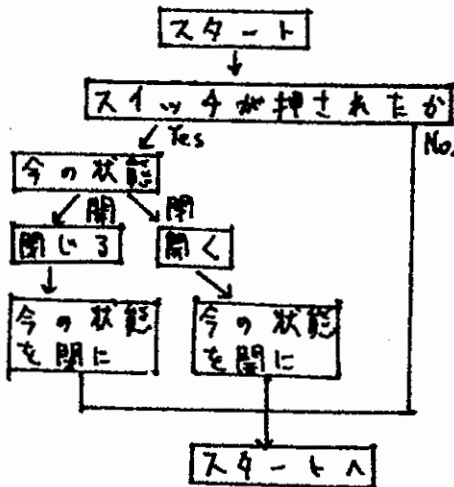 スタート
スイッチが押されたか
Yes
No.
今の状態
開
閉
閉じる
開く
今の状態
を閉に
今の状態
を開に
スタートへ